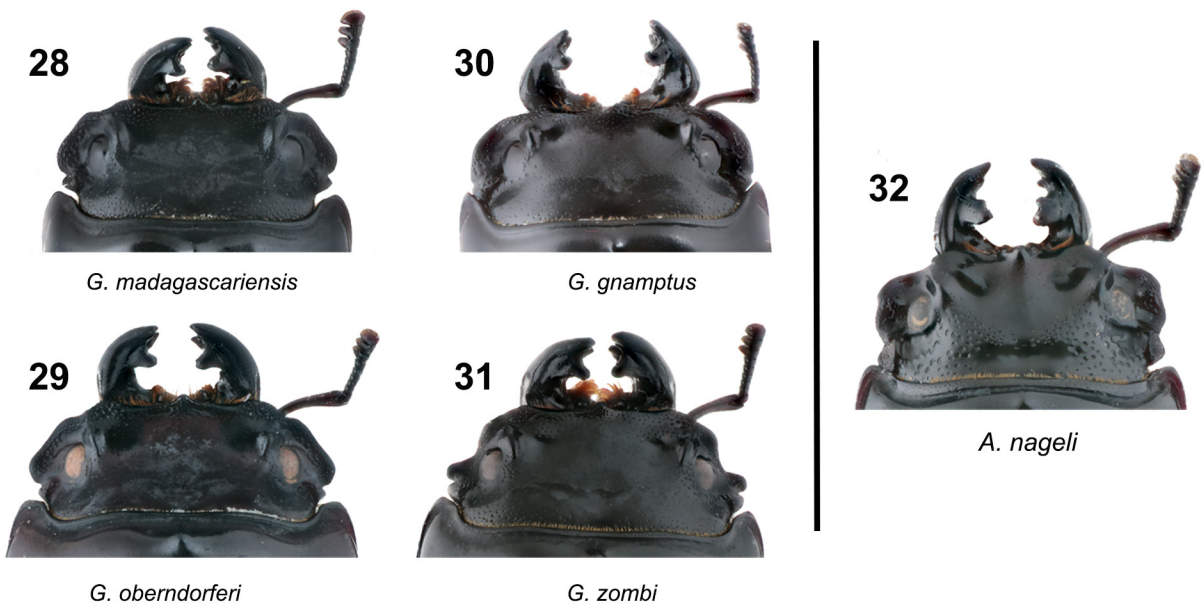 28
G. madagascariensis
30
G. gnamptus
29
G. oberndorferi
31
G. zombi
32
A. nageli